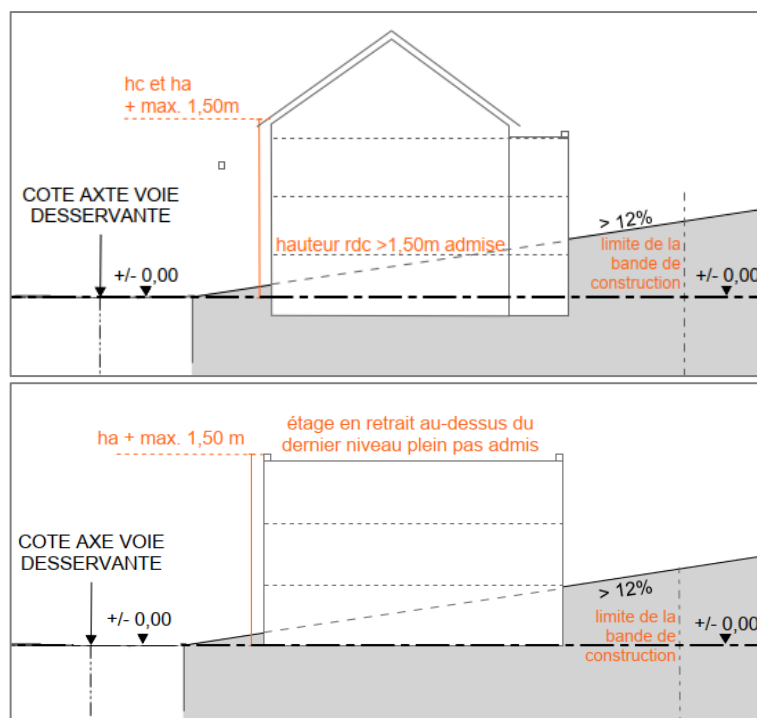 hc et ha
+ max. 1,50m
COTE AXTE VOIE
DESSERVANTE
+/- 0,00
hauteur rdc >1,50m admise
> 12%
limite de la
bande de
construction
+/- 0,00
ha + max. 1,50 m
étage en retrait au-dessus du
dernier niveau plein pas admis
COTE AXE VOIE
DESSERVANTE
+/- 0,00
> 12%
limite de la
bande de
construction
+/- 0,00